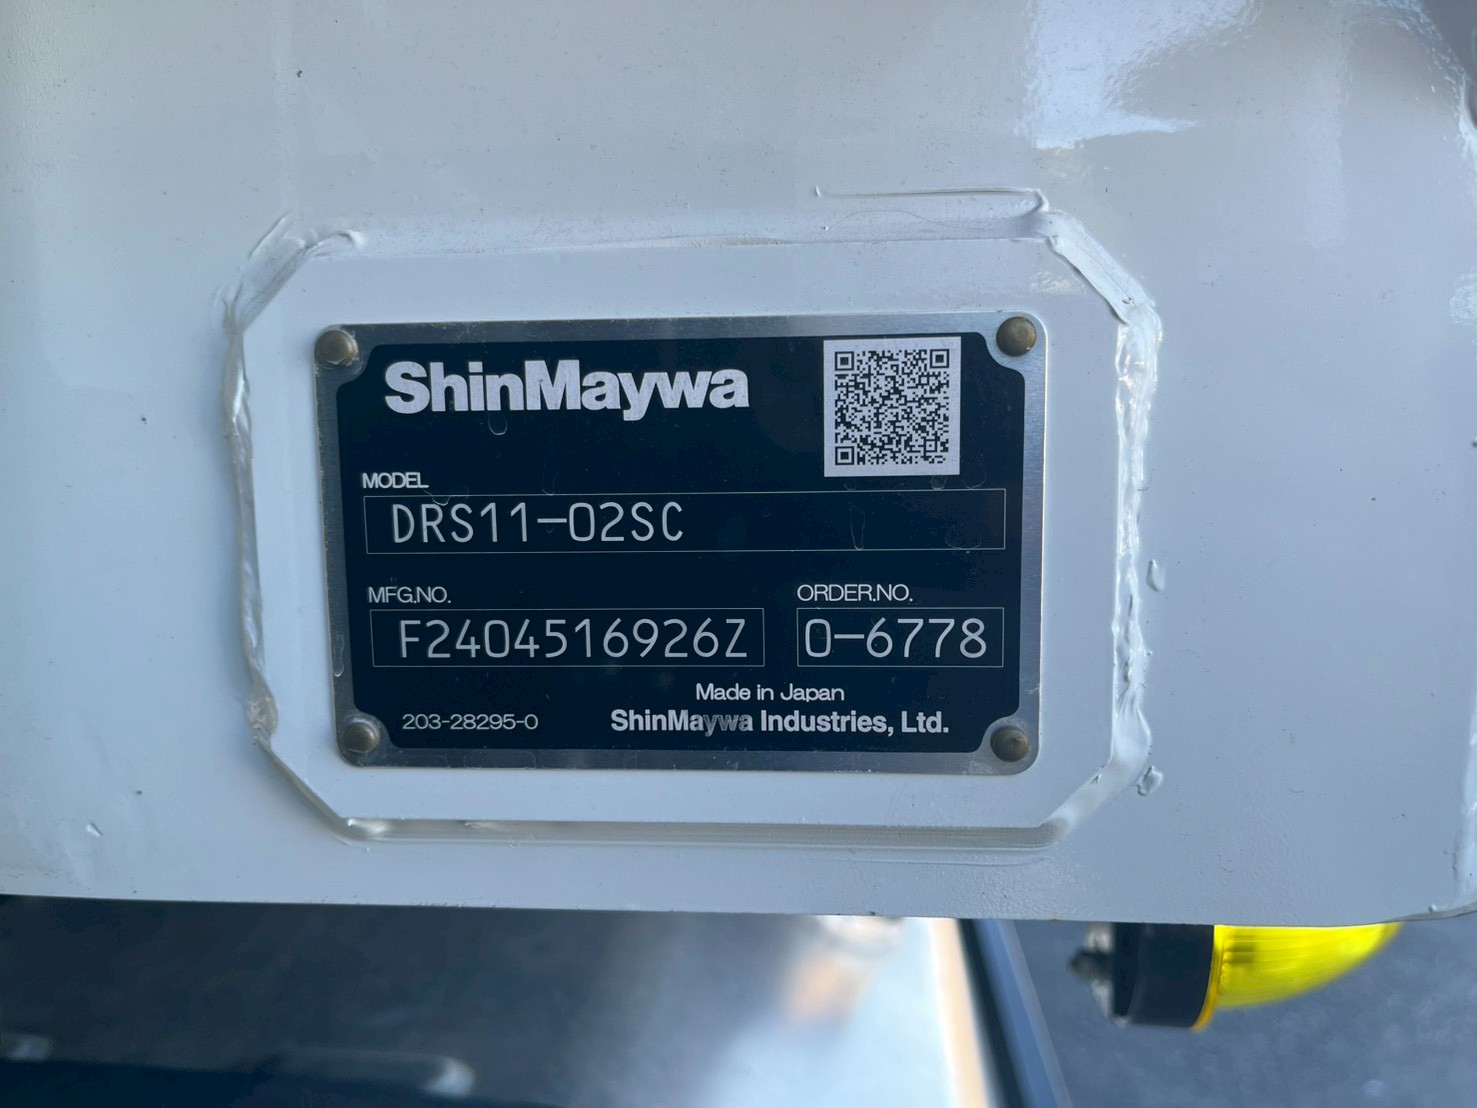 ShinMaywa
MODEL
DRS11-02SC
MFG.NO.
F2404516926Z
ORDER.NO.
0-6778
Made in Japan
203-28295-0
ShinMaywa Industries, Ltd.